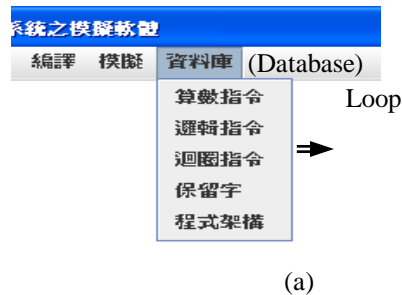 系統之模擬軟體
編譯 模擬 資料庫 (Database)
算數指令
Loop
邏輯指令
迴圈指令
保留字
程式架構
(a)